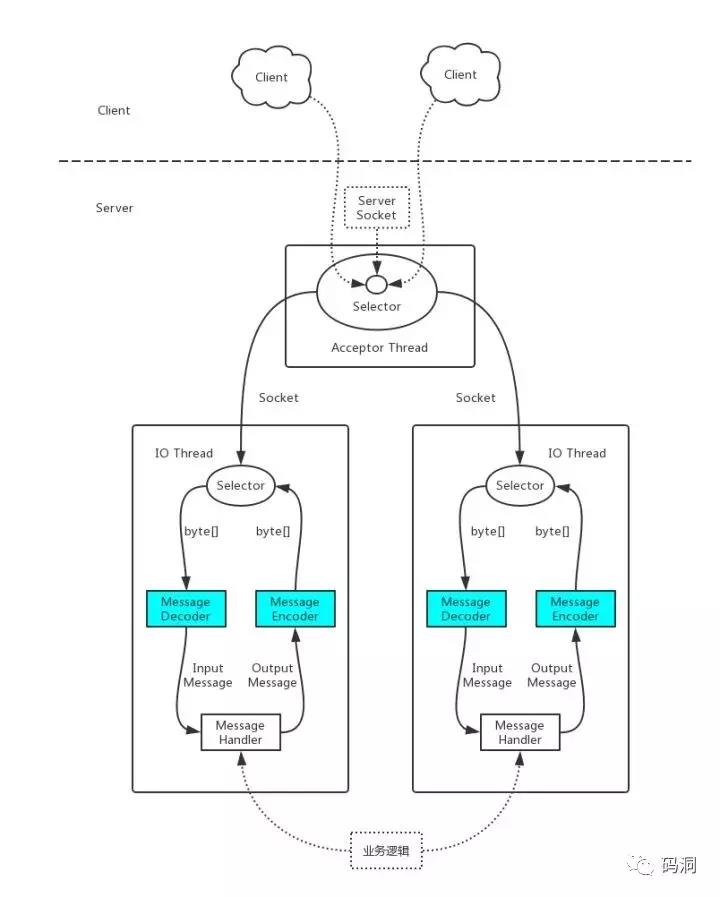 Client
Client
Client
Server
Server
Socket
Selector
Acceptor Thread
Socket
Socket
IO Thread
IO Thread
Selector
Selector
byte[]
byte[]
byte[]
byte[]
Message
Decoder
Message
Encoder
Message
Decoder
Message
Encoder
Input
Message
Output
Message
Input
Message
Output
Message
Message
Handler
Message
Handler
业务逻辑
码洞